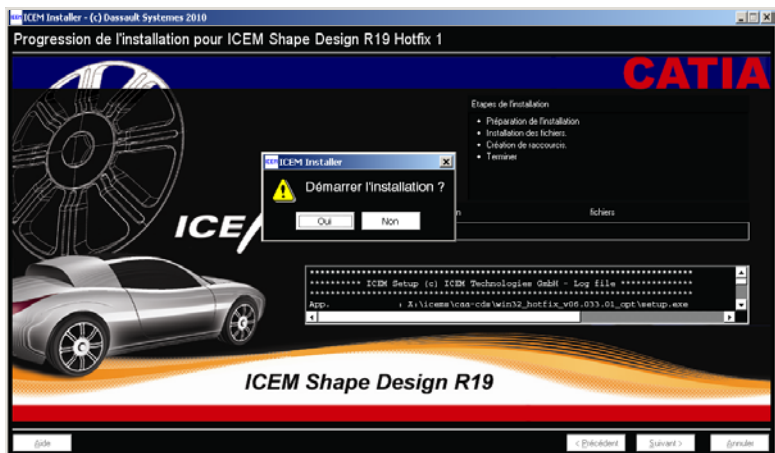 ICEM Installer - (c) Dassault Systemes 2010
Progression de l'installation pour ICEM Shape Design R19 Hotfix 1
CATIA
Étapes de l'installation
• Préparation de l'installation
• Installation des fichiers.
• Création de raccourcis.
• Terminer
ICEM Installer
Démarrer l'installation ?
Oui Non
fichiers
ICE
************************************************************
********** ICEM Setup (c) ICEM Technologies GmbH - Log file **************
************************************************************
App. : X:\icems\caa-cds\win32_hotfix_v06.033.01_opt\setup.exe
ICEM Shape Design R19
Aide < Précédent Suivant > Annuler